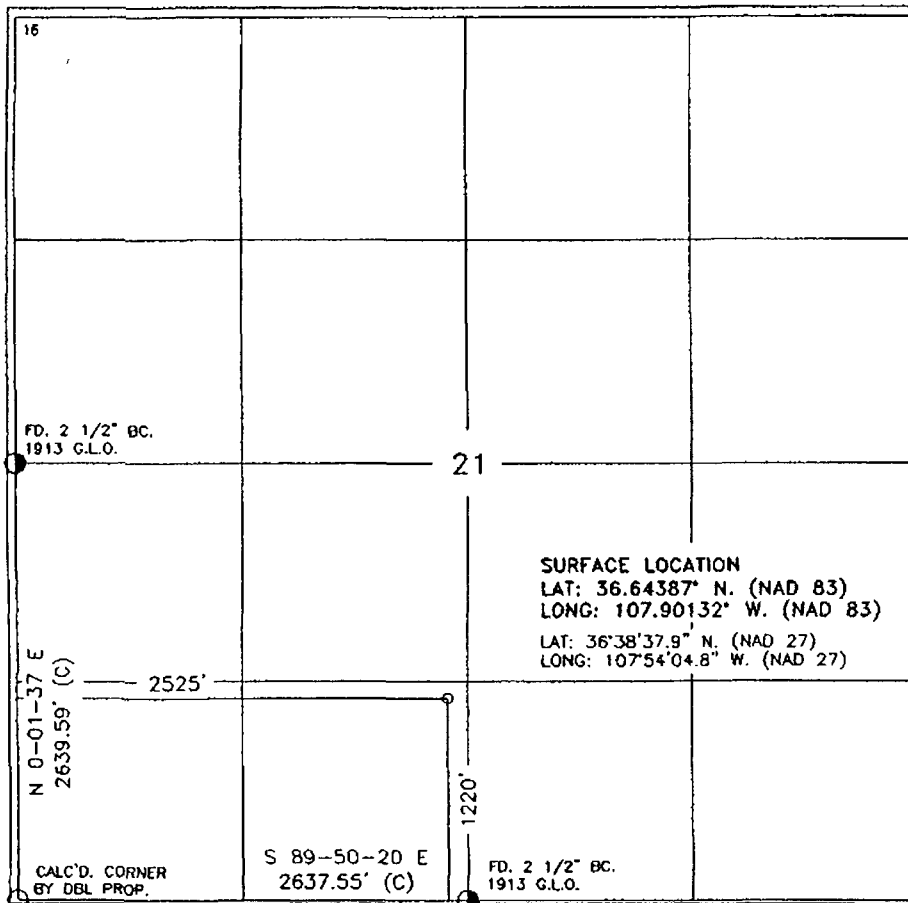 16
FD. 2 1/2" BC.
1913 G.L.O.
21
SURFACE LOCATION
LAT: 36.64387° N. (NAD 83)
LONG: 107.90132° W. (NAD 83)
LAT: 36°38'37.9" N. (NAD 27)
LONG: 107°54'04.8" W. (NAD 27)
2525'
N 0-01-37 E
2639.59' (C)
1220'
CALC'D. CORNER
BY DBL PROP.
S 89-50-20 E
2637.55' (C)
FD. 2 1/2" BC.
1913 G.L.O.